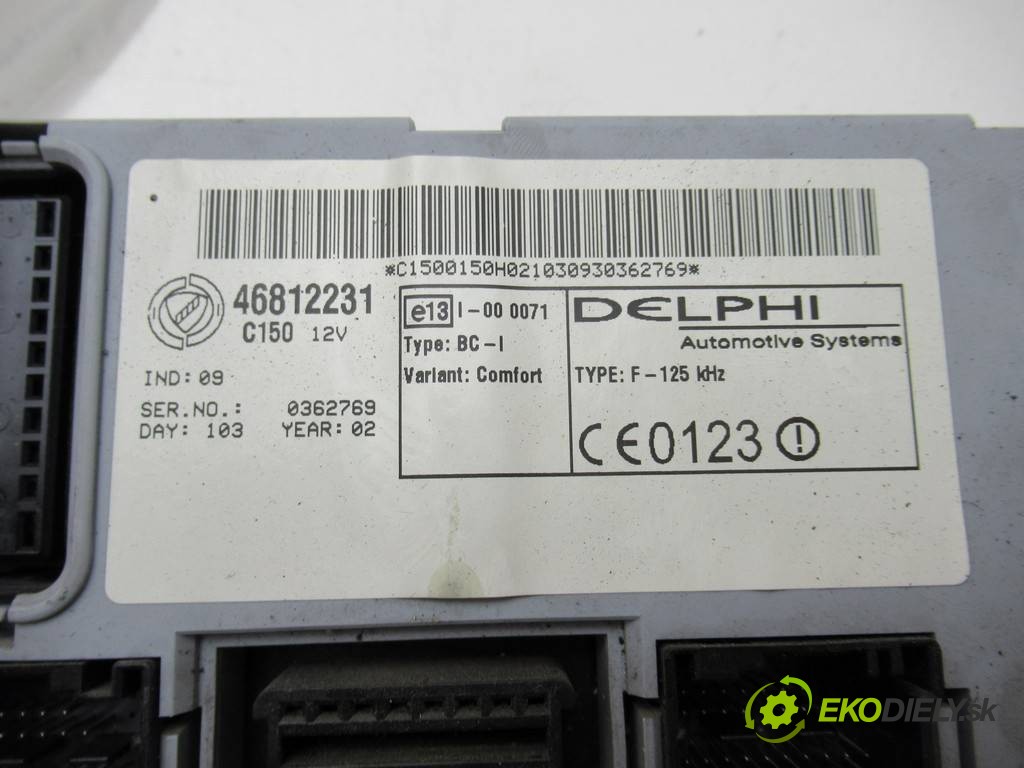 *C1500150H021030930362769*
46812231
C150 12V
IND: 09
SER.NO.: 0362769
DAY: 103 YEAR: 02
e13 I-00 0071
Type: BC-I
Variant: Comfort
DELPHI
Automotive Systems
TYPE: F-125 kHz
CE0123
EKODIELY.sk